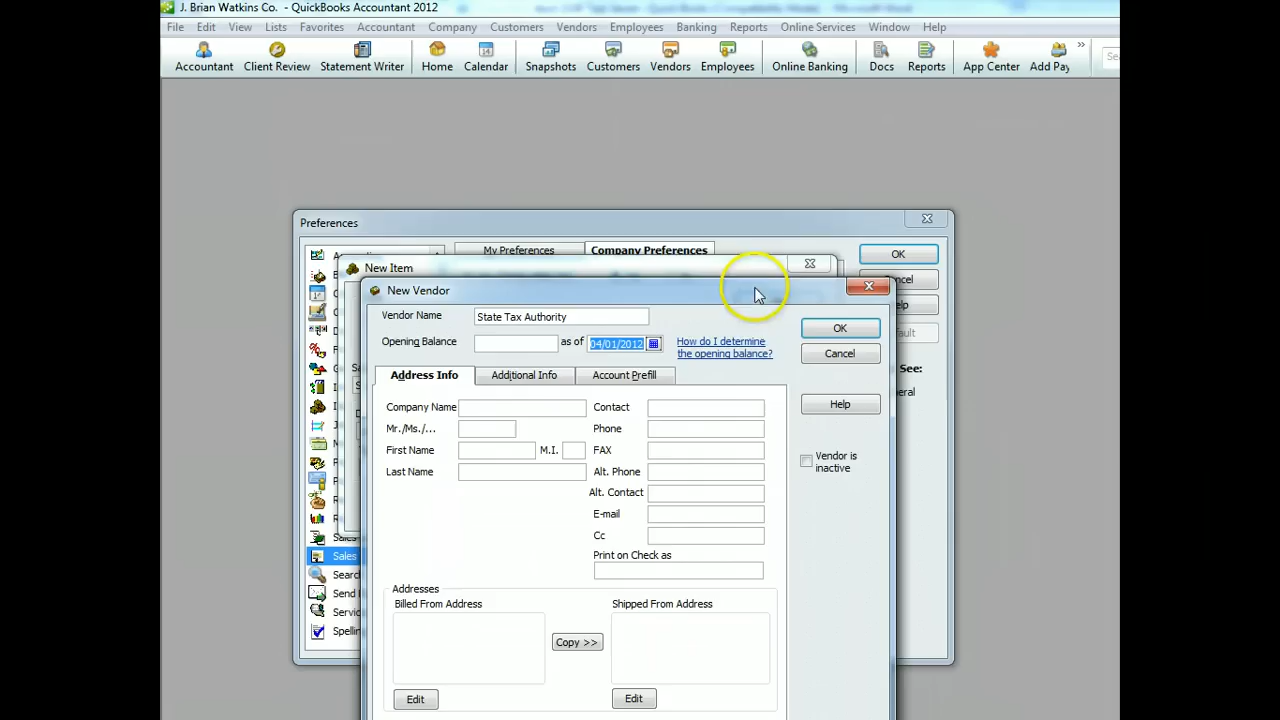 J. Brian Watkins Co. - QuickBooks Accountant 2012
File Edit View Lists Favorites Accountant Company Customers Vendors Employees Banking Reports Online Services Window Help
Accountant Client Review Statement Writer Home Calendar Snapshots Customers Vendors Employees Online Banking Docs Reports App Center Add Pay
Preferences
My Preferences Company Preferences
OK
New Item
New Vendor
Vendor Name State Tax Authority
OK
Opening Balance as of 04/01/2012 How do I determine
the opening balance?
Cancel
Address Info Additional Info Account Prefill
See:
Company Name Contact
Help
Mr./Ms./... Phone
First Name M.I. FAX
Vendor is
inactive
Last Name Alt. Phone
Alt. Contact
E-mail
Cc
Sales
Print on Check as
Addresses
Billed From Address Shipped From Address
Copy >>
Edit Edit